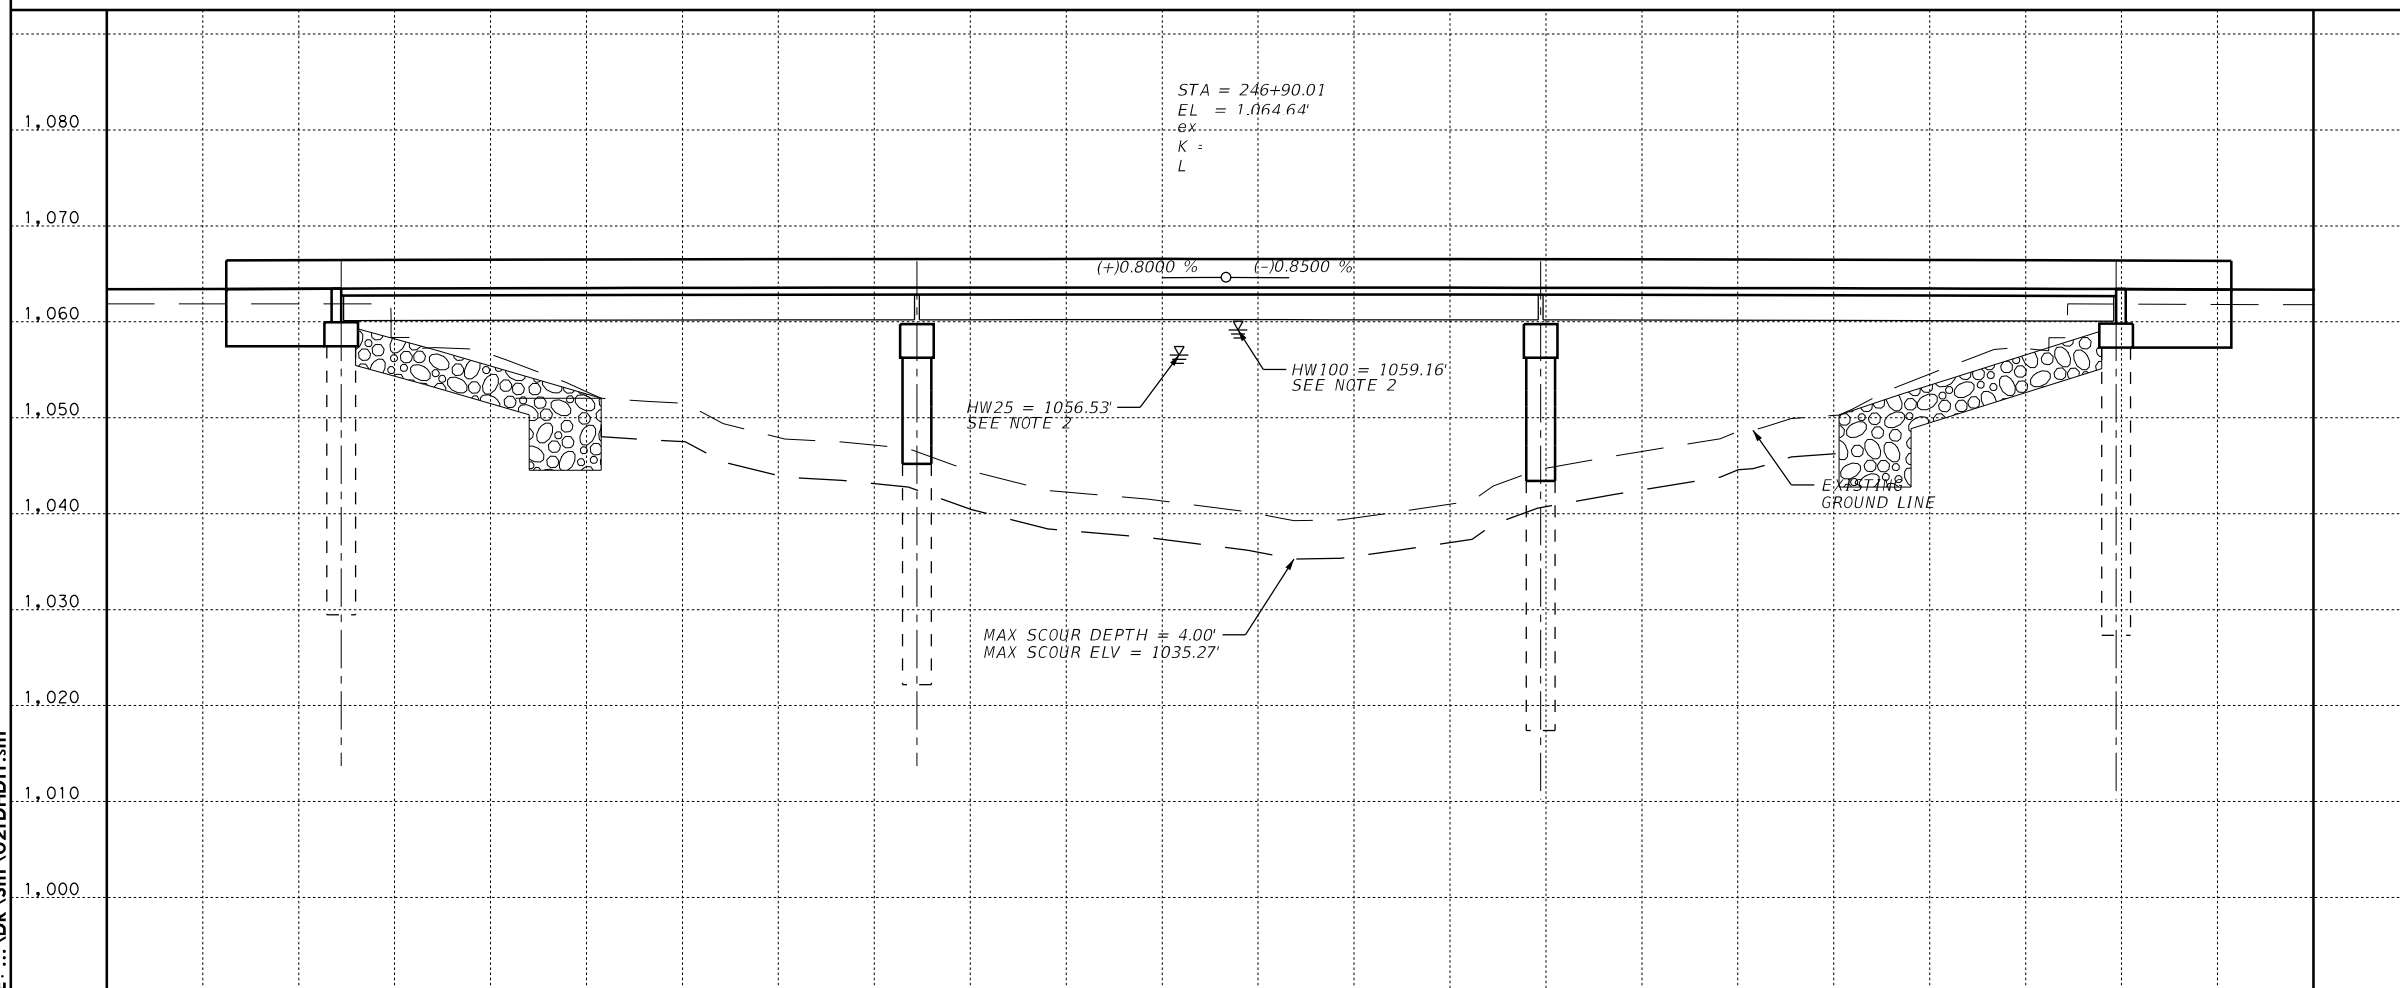 STA = 246+90.01
EL = 1,064.64'
ex
K =
L
1,080
1,070
(+)0.8000 %
(-)0.8500 %
1,060
HW100 = 1059.16'
SEE NOTE 2
HW25 = 1056.53'
SEE NOTE 2
1,050
EXISTING
GROUND LINE
1,040
1,030
MAX SCOUR DEPTH = 4.00'
MAX SCOUR ELV = 1035.27'
1,020
1,010
1,000